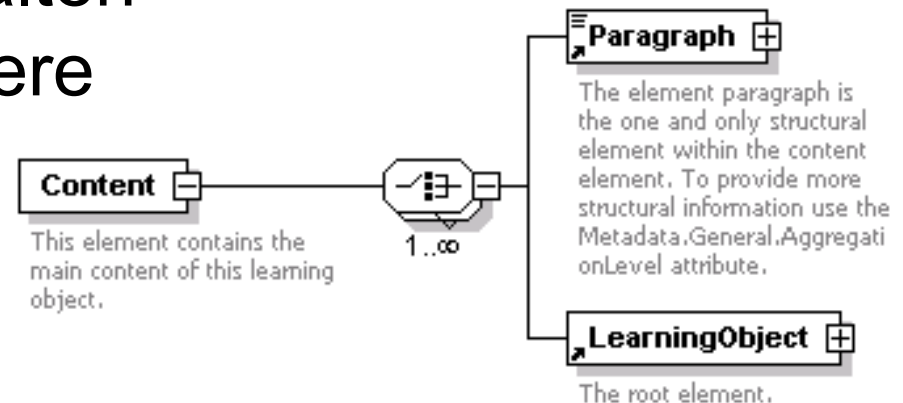 Paragraph
The element paragraph is
the one and only structural
element within the content
element. To provide more
structural information use the
Metadata.General.Aggregati
onLevel attribute.
Content
This element contains the
main content of this learning
object.
1..∞
LearningObject
The root element.